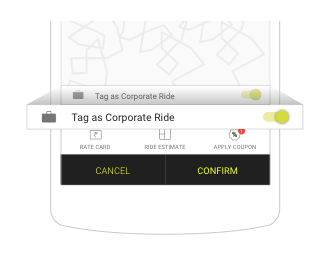 Tag as Corporate Ride
Tag as Corporate Ride
RATE CARD
RIDE ESTIMATE
APPLY COUPON
CANCEL
CONFIRM